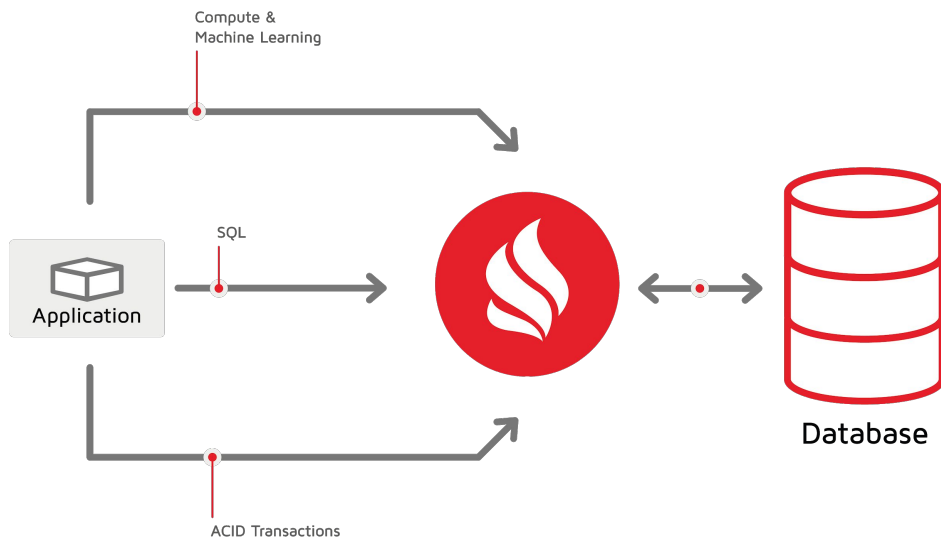 Compute &
Machine Learning
SQL
Application
Database
ACID Transactions